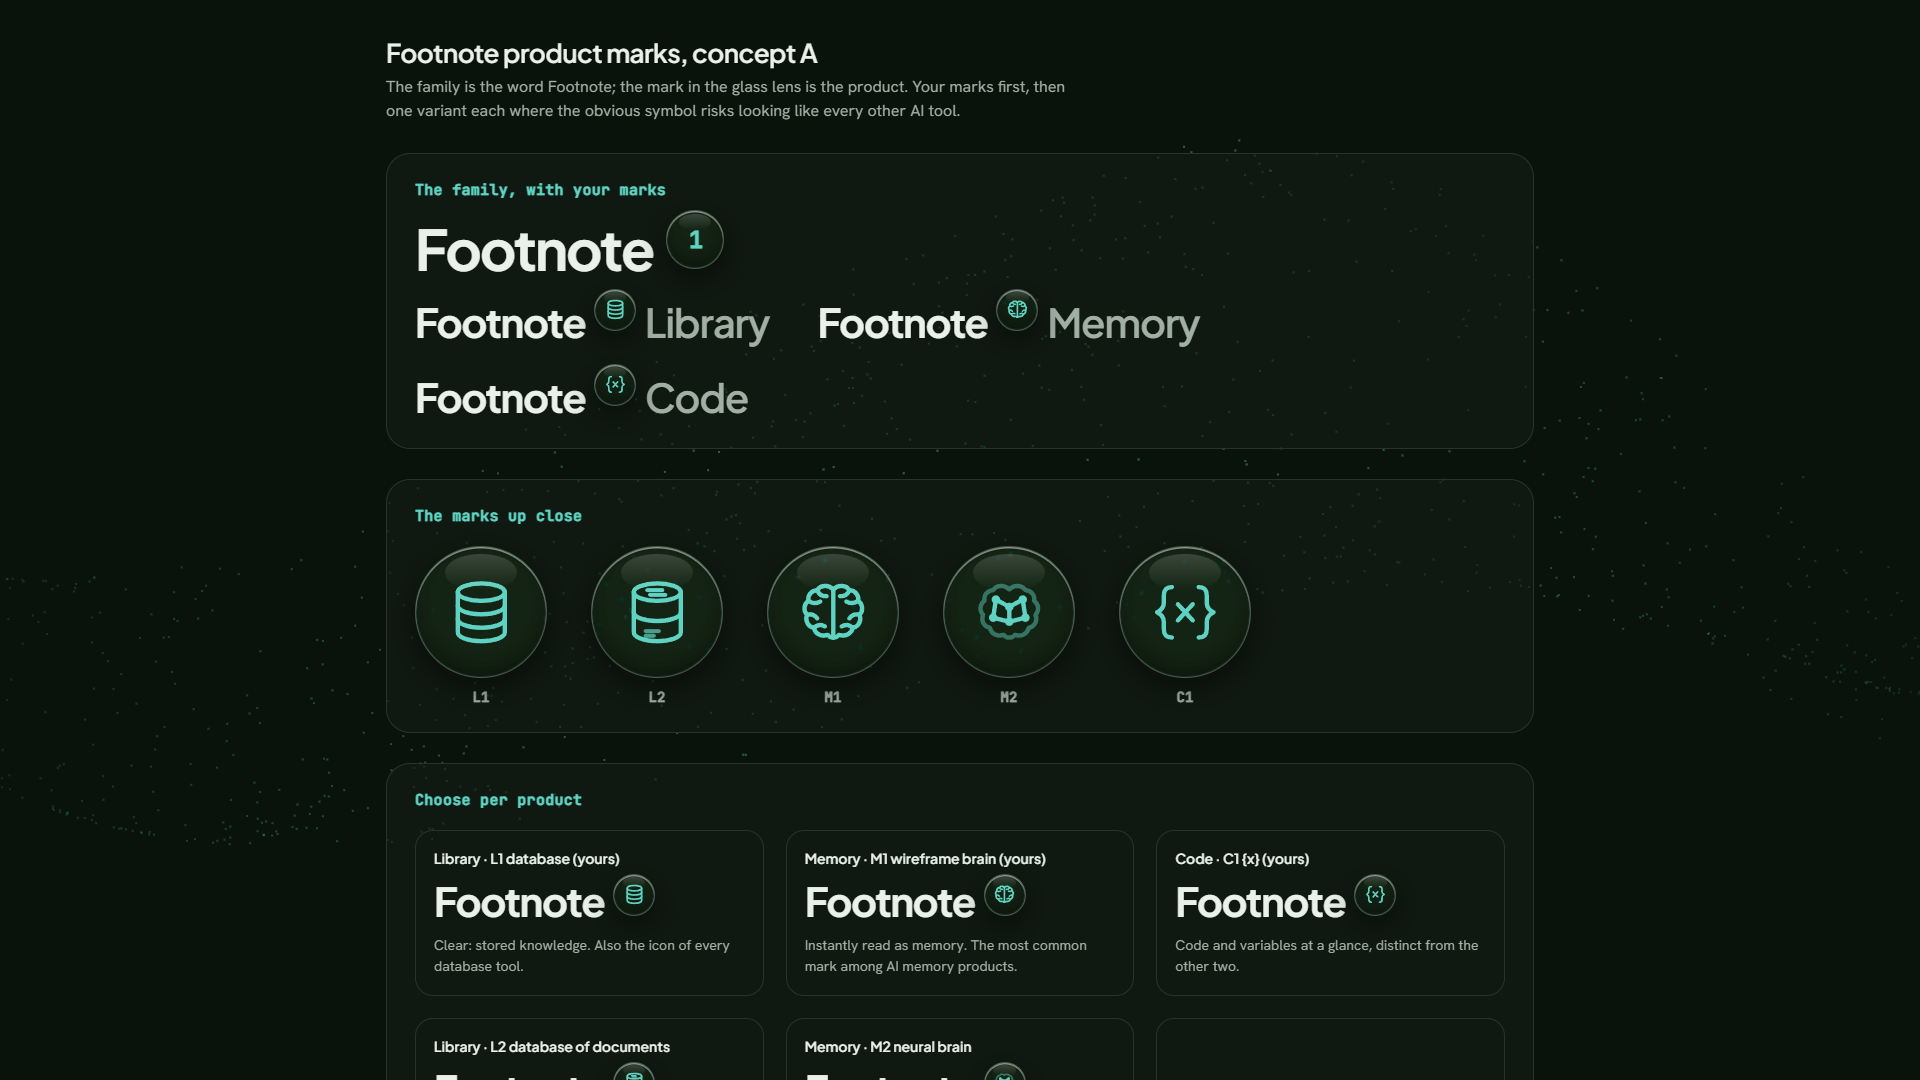 Footnote product marks, concept A
The family is the word Footnote; the mark in the glass lens is the product. Your marks first, then
one variant each where the obvious symbol risks looking like every other AI tool.
The family, with your marks
Footnote 1
Footnote Library
Footnote Memory
Footnote {x} Code
The marks up close
{x}
L1
L2
M1
M2
C1
Choose per product
Library · L1 database (yours)
Footnote
Clear: stored knowledge. Also the icon of every
database tool.
Memory · M1 wireframe brain (yours)
Footnote
Instantly read as memory. The most common
mark among AI memory products.
Code · C1 {x} (yours)
Footnote {x}
Code and variables at a glance, distinct from the
other two.
Library · L2 database of documents
Memory · M2 neural brain